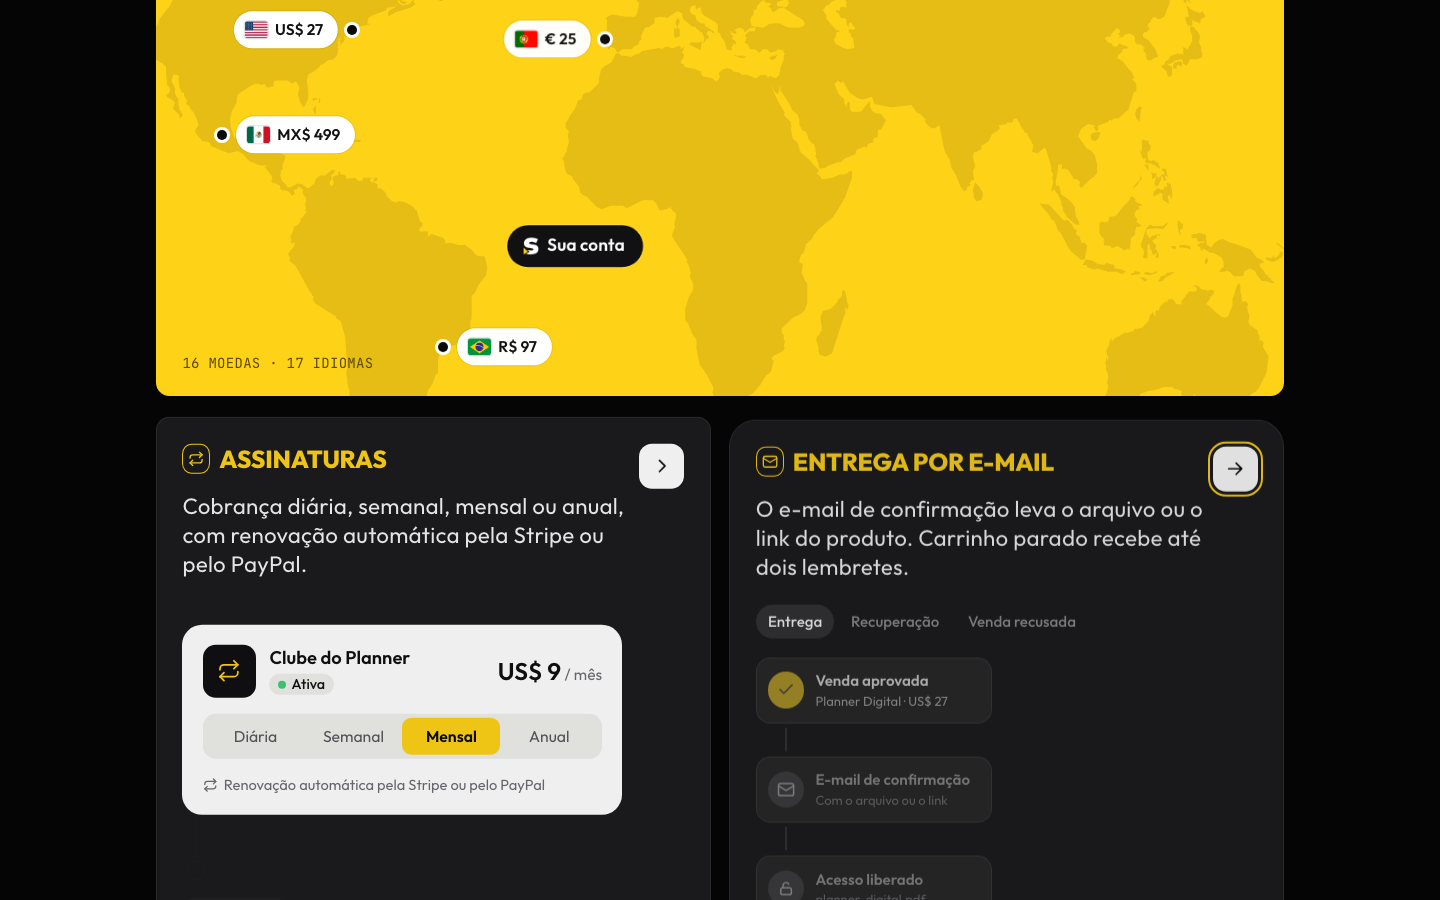 US$ 27
€ 25
MX$ 499
Sua conta
R$ 97
16 MOEDAS · 17 IDIOMAS
ASSINATURAS
Cobrança diária, semanal, mensal ou anual,
com renovação automática pela Stripe ou
pelo PayPal.
Clube do Planner
Ativa
US$ 9 / mês
Diária Semanal Mensal Anual
Renovação automática pela Stripe ou pelo PayPal
ENTREGA POR E-MAIL
O e-mail de confirmação leva o arquivo ou o
link do produto. Carrinho parado recebe até
dois lembretes.
Entrega Recuperação Venda recusada
Venda aprovada
Planner Digital · US$ 27
E-mail de confirmação
Com o arquivo ou o link
Acesso liberado